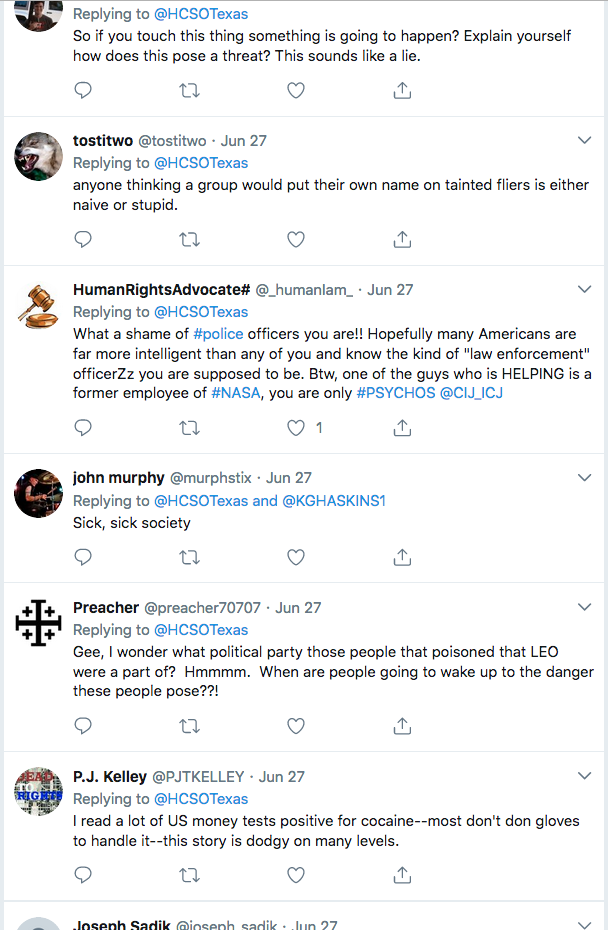 Replying to @HCSOTexas
So if you touch this thing something is going to happen? Explain yourself
how does this pose a threat? This sounds like a lie.
tostitwo @tostitwo · Jun 27
Replying to @HCSOTexas
anyone thinking a group would put their own name on tainted fliers is either
naive or stupid.
HumanRightsAdvocate# @_humanIam_ · Jun 27
Replying to @HCSOTexas
What a shame of #police officers you are!! Hopefully many Americans are
far more intelligent than any of you and know the kind of "law enforcement"
officerZz you are supposed to be. Btw, one of the guys who is HELPING is a
former employee of #NASA, you are only #PSYCHOS @CIJ_ICJ
1
john murphy @murphstix · Jun 27
Replying to @HCSOTexas and @KGHASKINS1
Sick, sick society
Preacher @preacher70707 · Jun 27
Replying to @HCSOTexas
Gee, I wonder what political party those people that poisoned that LEO
were a part of?  Hmmmm.  When are people going to wake up to the danger
these people pose??!
P.J. Kelley @PJTKELLEY · Jun 27
Replying to @HCSOTexas
I read a lot of US money tests positive for cocaine--most don't don gloves
to handle it--this story is dodgy on many levels.
Joseph Sadik @joseph_sadik · Jun 27